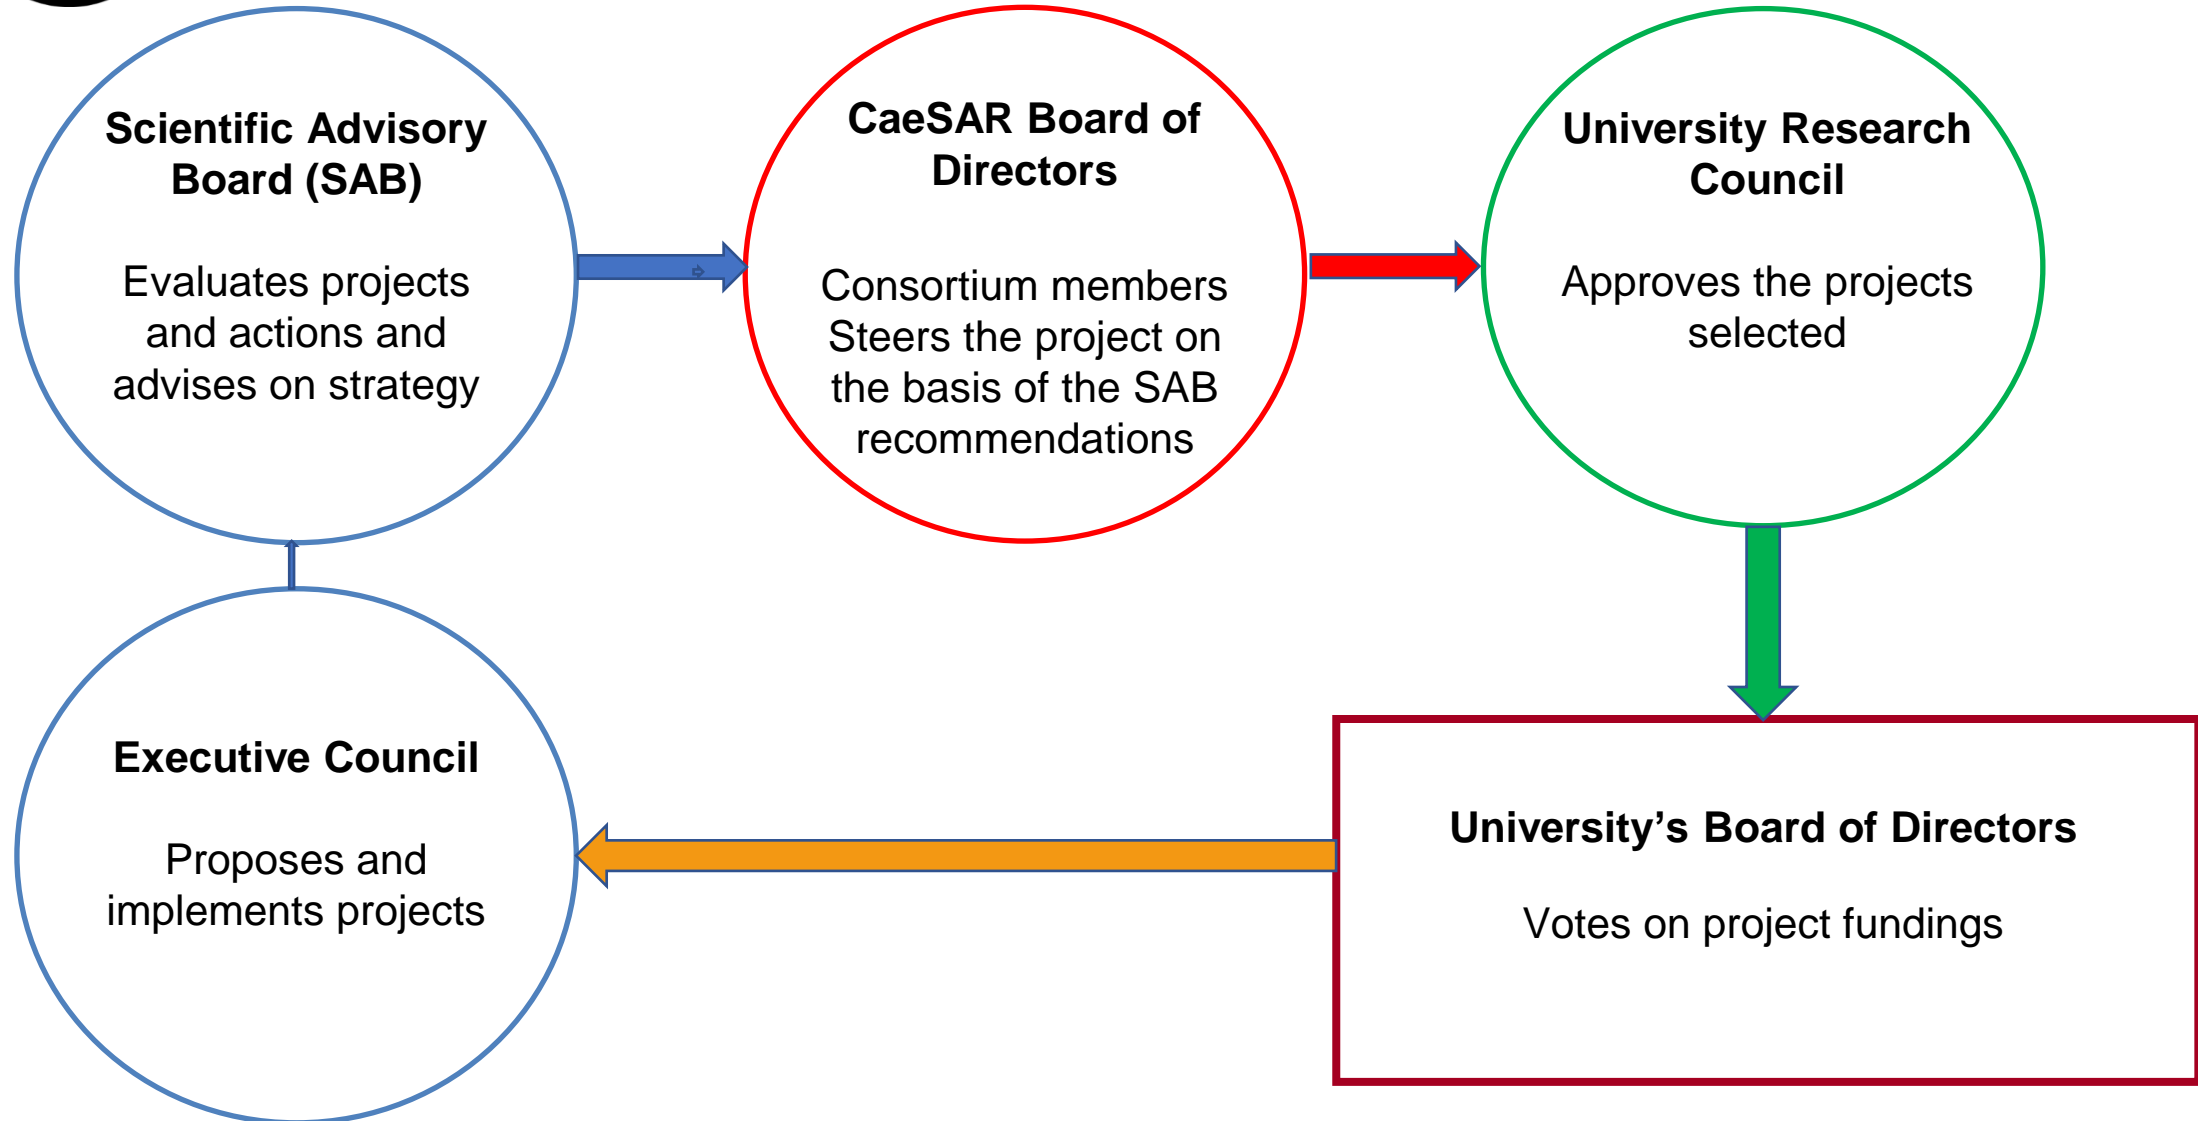 Scientific Advisory
Board (SAB)
Evaluates projects
and actions and
advises on strategy
CaeSAR Board of
Directors
Consortium members
Steers the project on
the basis of the SAB
recommendations
University Research
Council
Approves the projects
selected
Executive Council
Proposes and
implements projects
University’s Board of Directors
Votes on project fundings